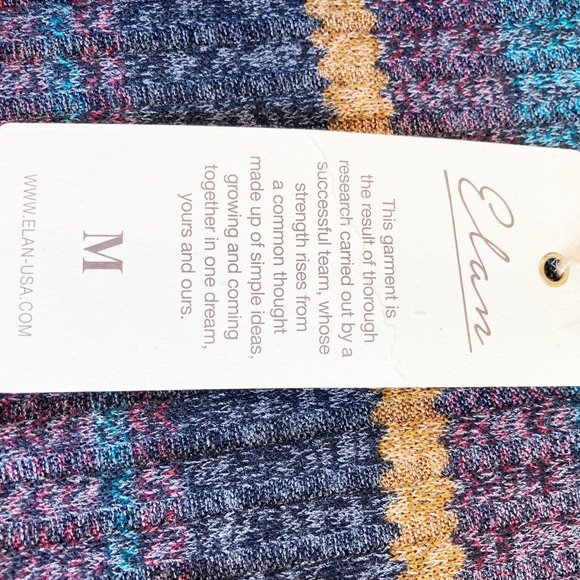 Elan
This garment is
the result of thorough
research carried out by a
successful team, whose
strength rises from
a common thought
made up of simple ideas,
growing and coming
together in one dream,
yours and ours.
M
WWW.ELAN-USA.COM